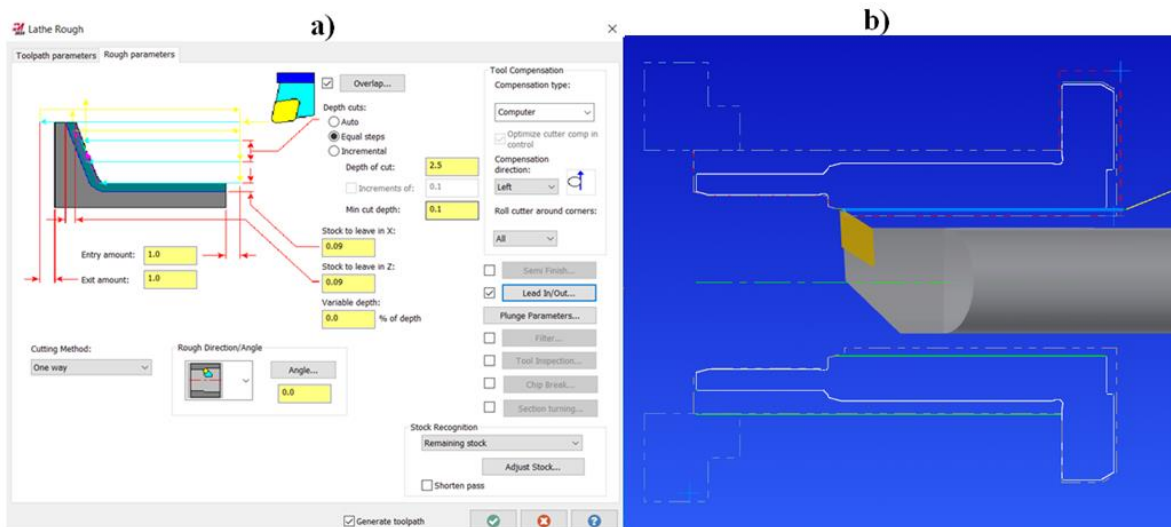 a)
b)
Lathe Rough
Toolpath parameters
Rough parameters
Overlap...
Depth cuts:
Auto
Equal steps
Incremental
Depth of cut:
2.5
Increments of:
0.1
Min cut depth:
0.1
Stock to leave in X:
0.09
Stock to leave in Z:
0.09
Variable depth:
0.0
% of depth
Entry amount:
1.0
Exit amount:
1.0
Cutting Method:
One way
Rough Direction/Angle
Angle...
0.0
Tool Compensation
Compensation type:
Computer
Optimize cutter comp in
control
Compensation
direction:
Left
Roll cutter around corners:
All
Semi Finish...
Lead In/Out...
Plunge Parameters...
Filter...
Tool Inspection...
Chip Break...
Section turning...
Stock Recognition
Remaining stock
Adjust Stock...
Shorten pass
Generate toolpath